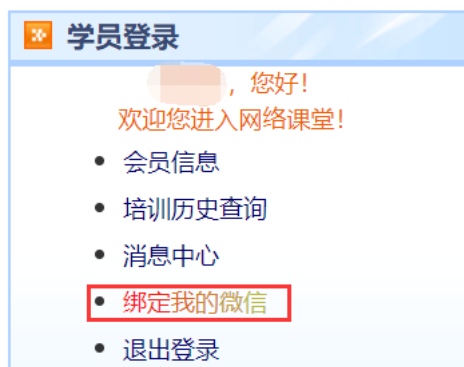 学员登录
，您好！
欢迎您进入网络课堂！
会员信息
培训历史查询
消息中心
绑定我的微信
退出登录